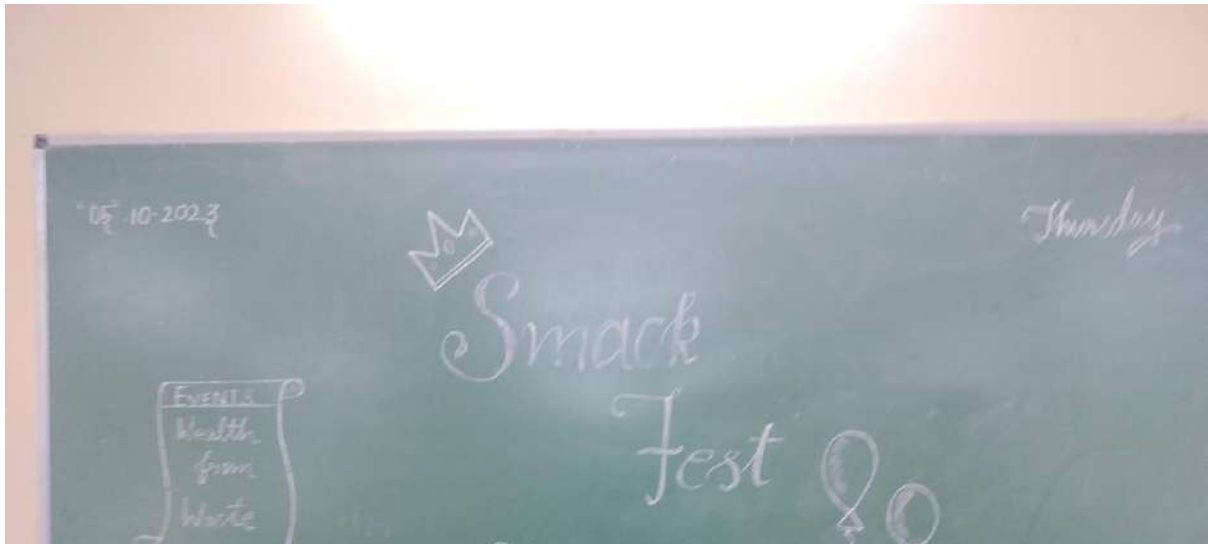 "05".10-2023
Thursday
Smack
Fest
EVENTS
Wealth
from
Waste